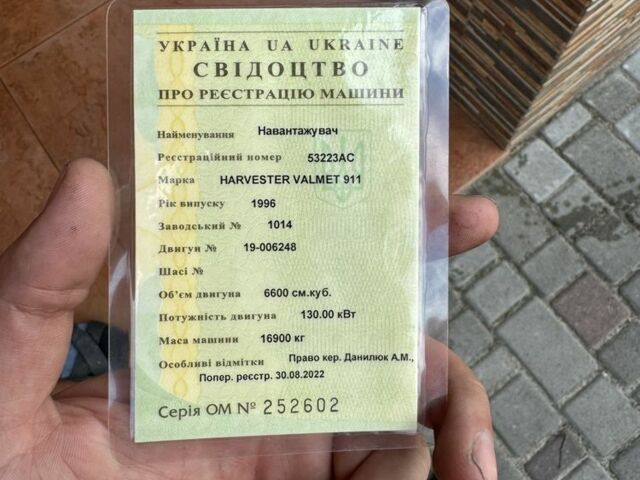 УКРАЇНА UA UKRAINE
СВІДОЦТВО
ПРО РЕЄСТРАЦІЮ МАШИНИ
Найменування Навантажувач
Реєстраційний номер 53223АС
Марка HARVESTER VALMET 911
Рік випуску 1996
Заводський № 1014
Двигун № 19-006248
Шасі №
Об'єм двигуна 6600 см.куб.
Потужність двигуна 130.00 кВт
Маса машини 16900 кг
Особливі відмітки Право кер. Данилюк А.М.,
Попер. реєстр. 30.08.2022
Серія ОМ № 252602